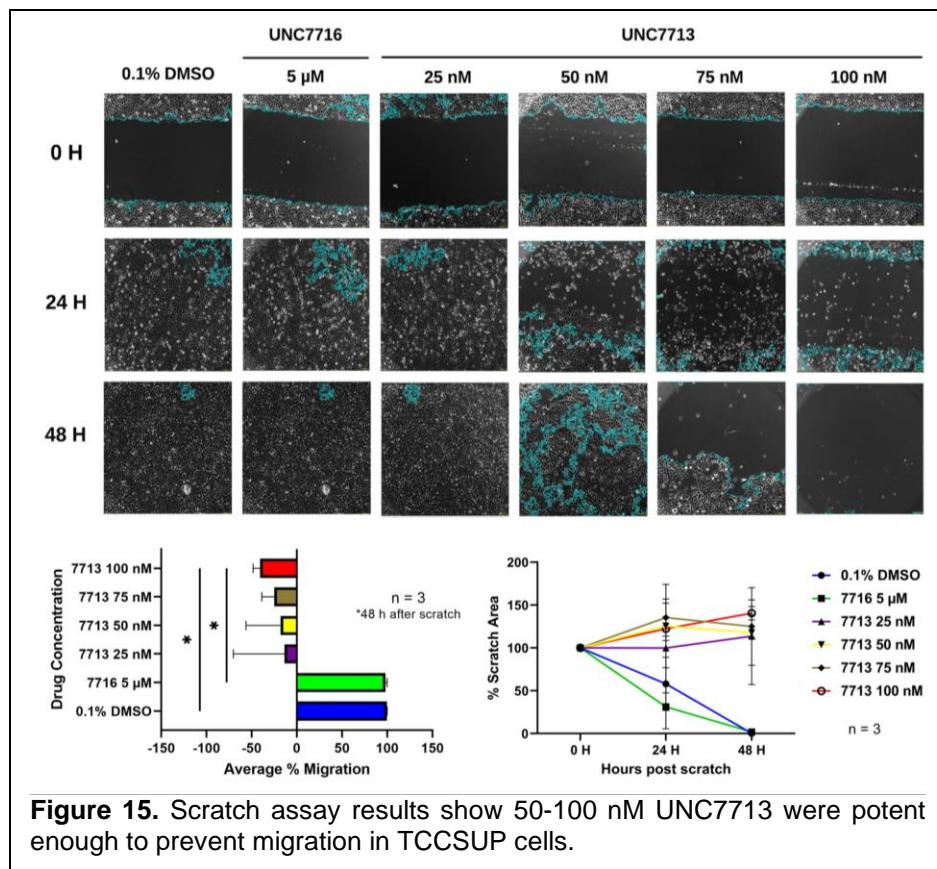 UNC7716 UNC7713
0.1% DMSO 5 µM 25 nM 50 nM 75 nM 100 nM
0 H
24 H
48 H
Drug Concentration
7713 100 nM
7713 75 nM
7713 50 nM
7713 25 nM
7716 5 µM
0.1% DMSO
* *
n = 3
*48 h after scratch
-150 -100 -50 0 50 100 150
Average % Migration
% Scratch Area
200
150
100
50
0
0 H 24 H 48 H
Hours post scratch
0.1% DMSO
7716 5 µM
7713 25 nM
7713 50 nM
7713 75 nM
7713 100 nM
n = 3
Figure 15. Scratch assay results show 50-100 nM UNC7713 were potent
enough to prevent migration in TCCSUP cells.